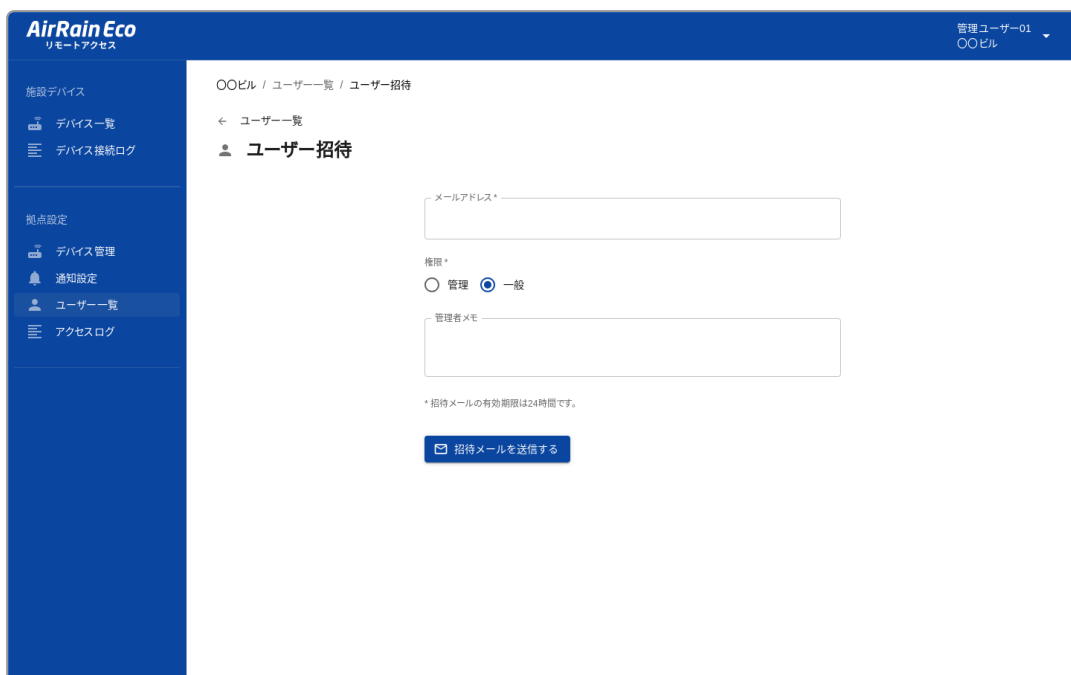 AirRain Eco
リモートアクセス
管理ユーザー01
〇〇ビル
施設デバイス
デバイス一覧
デバイス接続ログ
拠点設定
デバイス管理
通知設定
ユーザー一覧
アクセスログ
〇〇ビル / ユーザー一覧 / ユーザー招待
← ユーザー一覧
ユーザー招待
メールアドレス *
権限 *
管理 一般
管理者メモ
* 招待メールの有効期限は24時間です。
招待メールを送信する